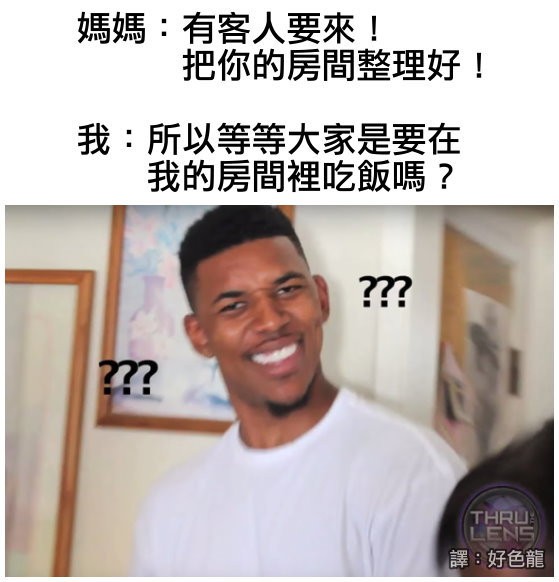 媽媽：有客人要來！
把你的房間整理好！
我：所以等等大家是要在
我的房間裡吃飯嗎？
???
???
THRU
THE
LENS
譯：好色龍